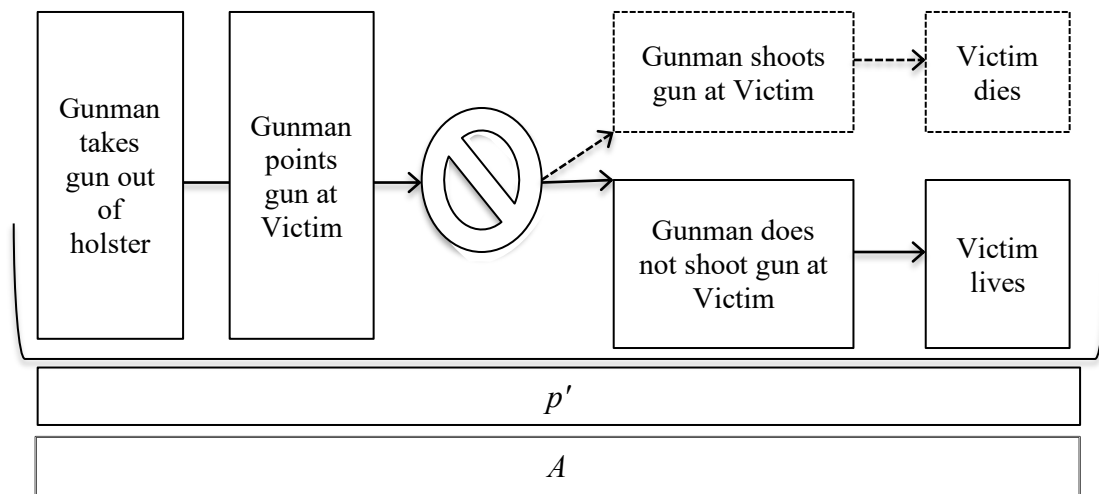 Gunman
takes
gun out
of
holster
Gunman
points
gun at
Victim
Gunman shoots
gun at Victim
Victim
dies
Gunman does
not shoot gun at
Victim
Victim
lives
p'
A